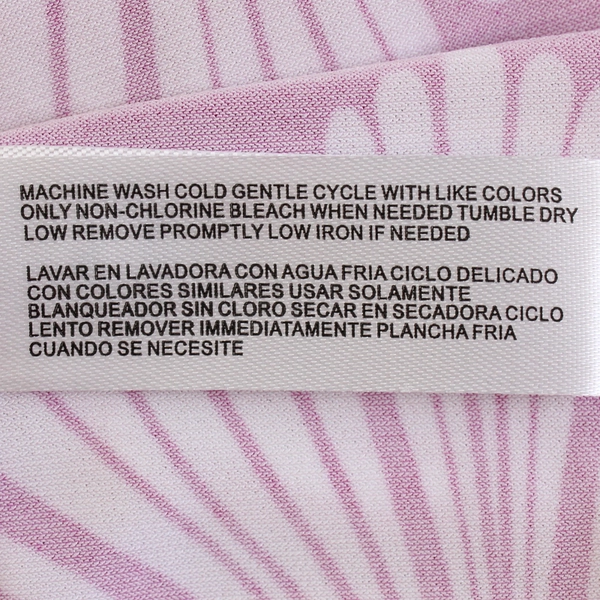 MACHINE WASH COLD GENTLE CYCLE WITH LIKE COLORS
ONLY NON-CHLORINE BLEACH WHEN NEEDED TUMBLE DRY
LOW REMOVE PROMPTLY LOW IRON IF NEEDED
LAVAR EN LAVADORA CON AGUA FRIA CICLO DELICADO
CON COLORES SIMILARES USAR SOLAMENTE
BLANQUEADOR SIN CLORO SECAR EN SECADORA CICLO
LENTO REMOVER IMMEDIATAMENTE PLANCHA FRIA
CUANDO SE NECESITE